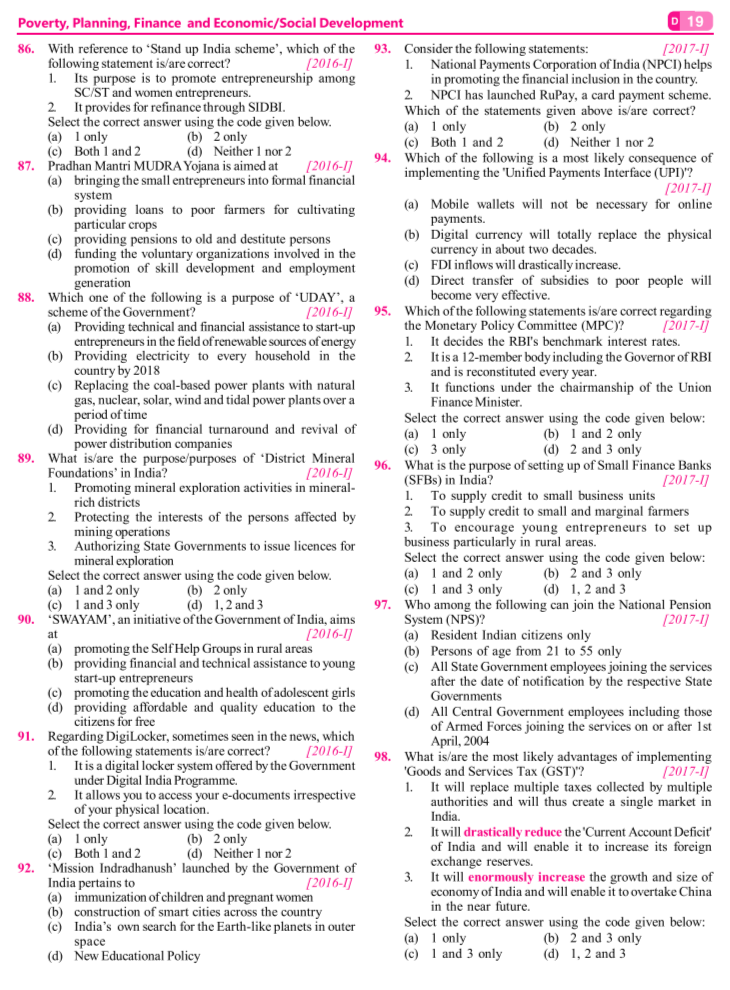 Poverty, Planning, Finance and Economic/Social Development
D 19
86. With reference to ‘Stand up India scheme’, which of the
following statement is/are correct? [2016-I]
1. Its purpose is to promote entrepreneurship among
SC/ST and women entrepreneurs.
2. It provides for refinance through SIDBI.
Select the correct answer using the code given below.
(a) 1 only (b) 2 only
(c) Both 1 and 2 (d) Neither 1 nor 2
87. Pradhan Mantri MUDRA Yojana is aimed at [2016-I]
(a) bringing the small entrepreneurs into formal financial
system
(b) providing loans to poor farmers for cultivating
particular crops
(c) providing pensions to old and destitute persons
(d) funding the voluntary organizations involved in the
promotion of skill development and employment
generation
88. Which one of the following is a purpose of ‘UDAY’, a
scheme of the Government? [2016-I]
(a) Providing technical and financial assistance to start-up
entrepreneurs in the field of renewable sources of energy
(b) Providing electricity to every household in the
country by 2018
(c) Replacing the coal-based power plants with natural
gas, nuclear, solar, wind and tidal power plants over a
period of time
(d) Providing for financial turnaround and revival of
power distribution companies
89. What is/are the purpose/purposes of ‘District Mineral
Foundations’ in India? [2016-I]
1. Promoting mineral exploration activities in mineral-
rich districts
2. Protecting the interests of the persons affected by
mining operations
3. Authorizing State Governments to issue licences for
mineral exploration
Select the correct answer using the code given below.
(a) 1 and 2 only (b) 2 only
(c) 1 and 3 only (d) 1, 2 and 3
90. ‘SWAYAM’, an initiative of the Government of India, aims
at [2016-I]
(a) promoting the Self Help Groups in rural areas
(b) providing financial and technical assistance to young
start-up entrepreneurs
(c) promoting the education and health of adolescent girls
(d) providing affordable and quality education to the
citizens for free
91. Regarding DigiLocker, sometimes seen in the news, which
of the following statements is/are correct? [2016-I]
1. It is a digital locker system offered by the Government
under Digital India Programme.
2. It allows you to access your e-documents irrespective
of your physical location.
Select the correct answer using the code given below.
(a) 1 only (b) 2 only
(c) Both 1 and 2 (d) Neither 1 nor 2
92. ‘Mission Indradhanush’ launched by the Government of
India pertains to [2016-I]
(a) immunization of children and pregnant women
(b) construction of smart cities across the country
(c) India’s own search for the Earth-like planets in outer
space
(d) New Educational Policy
93. Consider the following statements: [2017-I]
1. National Payments Corporation of India (NPCI) helps
in promoting the financial inclusion in the country.
2. NPCI has launched RuPay, a card payment scheme.
Which of the statements given above is/are correct?
(a) 1 only (b) 2 only
(c) Both 1 and 2 (d) Neither 1 nor 2
94. Which of the following is a most likely consequence of
implementing the 'Unified Payments Interface (UPI)'?
[2017-I]
(a) Mobile wallets will not be necessary for online
payments.
(b) Digital currency will totally replace the physical
currency in about two decades.
(c) FDI inflows will drastically increase.
(d) Direct transfer of subsidies to poor people will
become very effective.
95. Which of the following statements is/are correct regarding
the Monetary Policy Committee (MPC)? [2017-I]
1. It decides the RBI's benchmark interest rates.
2. It is a 12-member body including the Governor of RBI
and is reconstituted every year.
3. It functions under the chairmanship of the Union
Finance Minister.
Select the correct answer using the code given below:
(a) 1 only (b) 1 and 2 only
(c) 3 only (d) 2 and 3 only
96. What is the purpose of setting up of Small Finance Banks
(SFBs) in India? [2017-I]
1. To supply credit to small business units
2. To supply credit to small and marginal farmers
3. To encourage young entrepreneurs to set up
business particularly in rural areas.
Select the correct answer using the code given below:
(a) 1 and 2 only (b) 2 and 3 only
(c) 1 and 3 only (d) 1, 2 and 3
97. Who among the following can join the National Pension
System (NPS)? [2017-I]
(a) Resident Indian citizens only
(b) Persons of age from 21 to 55 only
(c) All State Government employees joining the services
after the date of notification by the respective State
Governments
(d) All Central Government employees including those
of Armed Forces joining the services on or after 1st
April, 2004
98. What is/are the most likely advantages of implementing
'Goods and Services Tax (GST)'? [2017-I]
1. It will replace multiple taxes collected by multiple
authorities and will thus create a single market in
India.
2. It will drastically reduce the 'Current Account Deficit'
of India and will enable it to increase its foreign
exchange reserves.
3. It will enormously increase the growth and size of
economy of India and will enable it to overtake China
in the near future.
Select the correct answer using the code given below:
(a) 1 only (b) 2 and 3 only
(c) 1 and 3 only (d) 1, 2 and 3